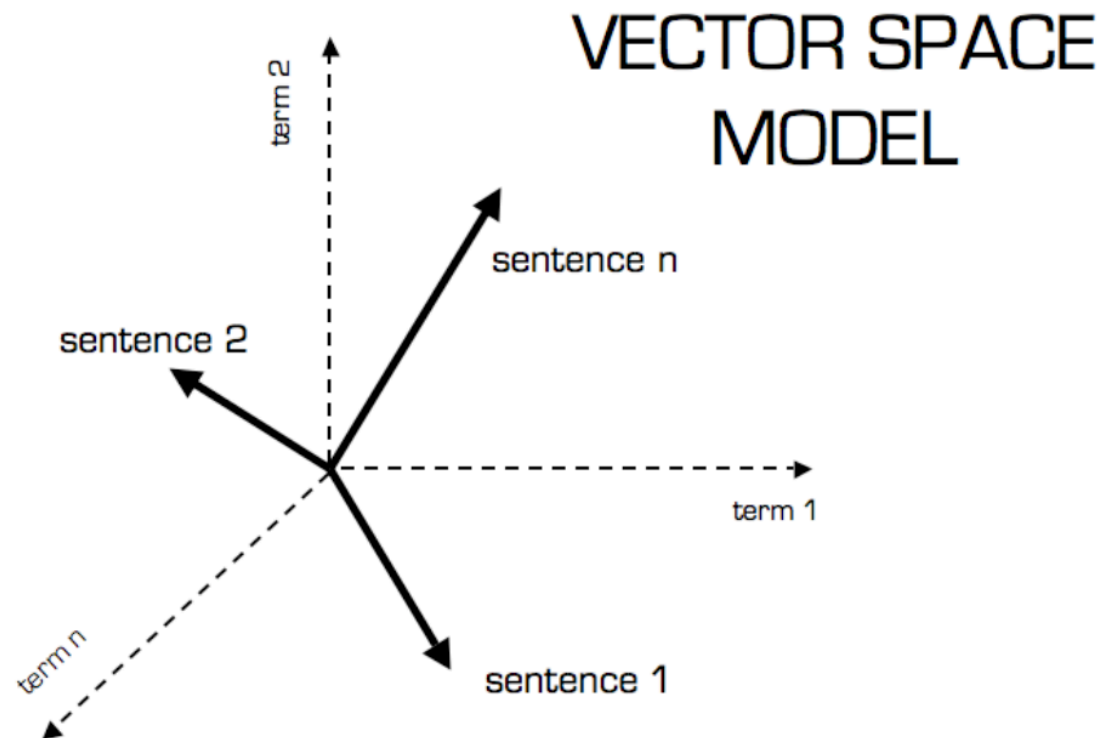 VECTOR SPACE
MODEL
term 2
sentence n
sentence 2
term 1
term n
sentence 1